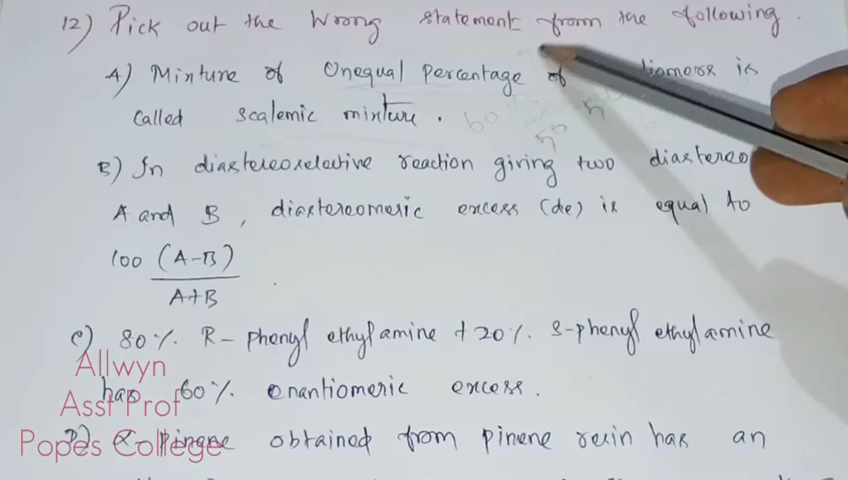 12) Pick out the Wrong statement from the following.
A) Mixture of Unequal percentage of is
called scalemic mixture.
B) In diastereoselective reaction giving two diastereo
A and B, diastereomeric excess (de) is equal to
100 (A-B)
A+B
C) 80% R- phenyl ethylamine + 20% S-phenyl ethylamine
has 60% enantiomeric excess.
D) α- pinene obtained from pinene resin has an
Allwyn
Asst Prof
Popes College